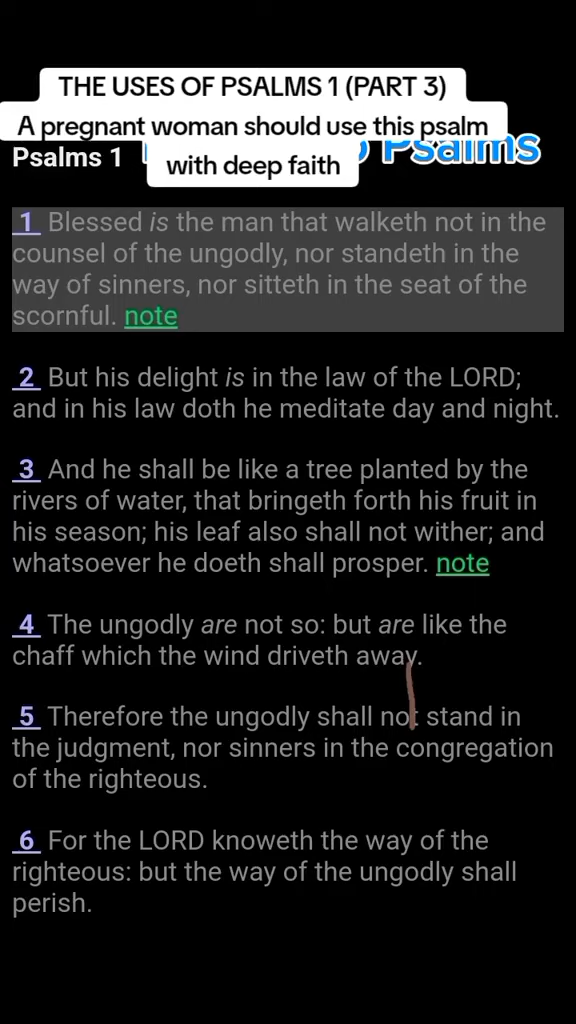 THE USES OF PSALMS 1 (PART 3)
A pregnant woman should use this psalm
with deep faith
Psalms 1
Psalms
1 Blessed is the man that walketh not in the
counsel of the ungodly, nor standeth in the
way of sinners, nor sitteth in the seat of the
scornful. note
2 But his delight is in the law of the LORD;
and in his law doth he meditate day and night.
3 And he shall be like a tree planted by the
rivers of water, that bringeth forth his fruit in
his season; his leaf also shall not wither; and
whatsoever he doeth shall prosper. note
4 The ungodly are not so: but are like the
chaff which the wind driveth away.
5 Therefore the ungodly shall not stand in
the judgment, nor sinners in the congregation
of the righteous.
6 For the LORD knoweth the way of the
righteous: but the way of the ungodly shall
perish.